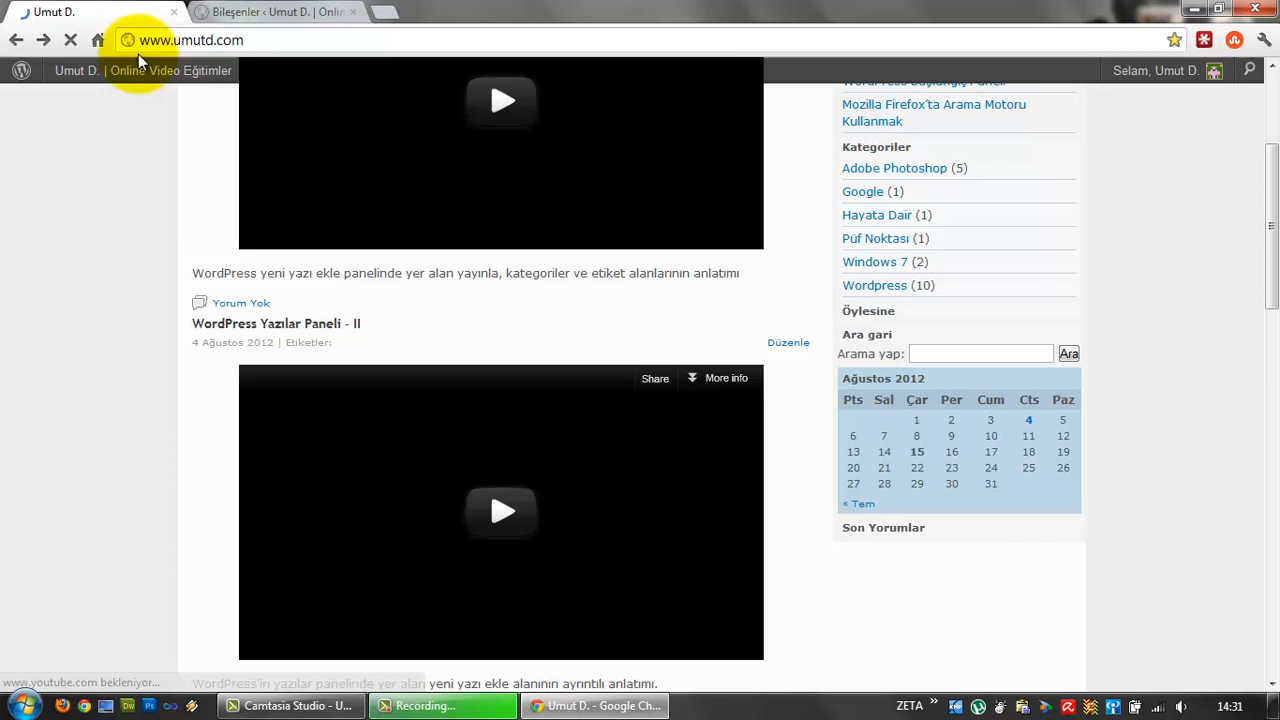 Umut D.
Bileşenler ‹ Umut D. | Onlin
www.umutd.com
Umut D. | Online Video Eğitimler
Selam, Umut D.
WordPress Başlangıç Paneli
Mozilla Firefox'ta Arama Motoru
Kullanmak
Kategoriler
Adobe Photoshop (5)
Google (1)
Hayata Dair (1)
Püf Noktası (1)
Windows 7 (2)
Wordpress (10)
Öylesine
Ara gari
Arama yap:
Ara
Ağustos 2012
Pts Sal Çar Per Cum Cts Paz
1 2 3 4 5
6 7 8 9 10 11 12
13 14 15 16 17 18 19
20 21 22 23 24 25 26
27 28 29 30 31
« Tem
Son Yorumlar
WordPress yeni yazı ekle panelinde yer alan yayınla, kategoriler ve etiket alanlarının anlatımı
Yorum Yok
WordPress Yazılar Paneli - II
4 Ağustos 2012 | Etiketler:
Düzenle
Share
More info
WordPress'in yazılar panelinde yer alan yeni yazı ekle alanının ayrıntılı anlatımı.
www.youtube.com bekleniyor...
Camtasia Studio - U...
Recording...
Umut D. - Google Ch...
ZETA
14:31